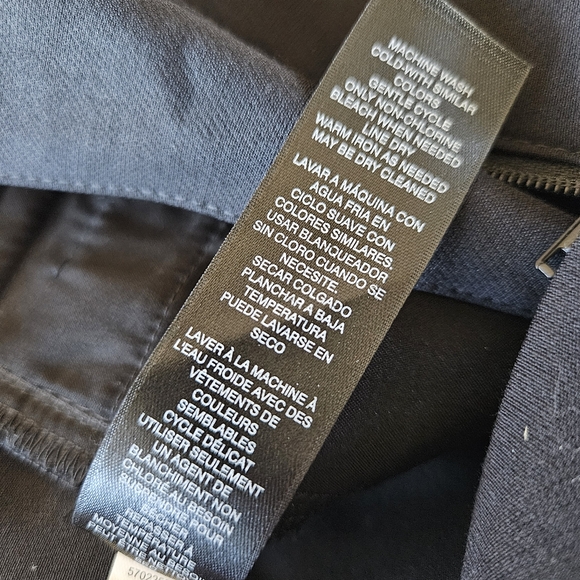 MACHINE WASH
COLD-WITH SIMILAR
COLORS
GENTLE CYCLE
ONLY NON-CHLORINE
BLEACH WHEN NEEDED
LINE DRY
WARM IRON AS NEEDED
MAY BE DRY CLEANED
LAVAR A MÁQUINA CON
AGUA FRIA EN
CICLO SUAVE CON
COLORES SIMILARES.
USAR BLANQUEADOR
SIN CLORO CUANDO SE
NECESITE.
SECAR COLGADO
PLANCHAR A BAJA
TEMPERATURA
PUEDE LAVARSE EN
SECO
LAVER À LA MACHINE À
L'EAU FROIDE AVEC DES
VÊTEMENTS DE
COULEURS
SEMBLABLES
CYCLE DÉLICAT
UTILISER SEULEMENT
UN AGENT DE
BLANCHIMENT NON
CHLORÉ AU BESOIN
POUR